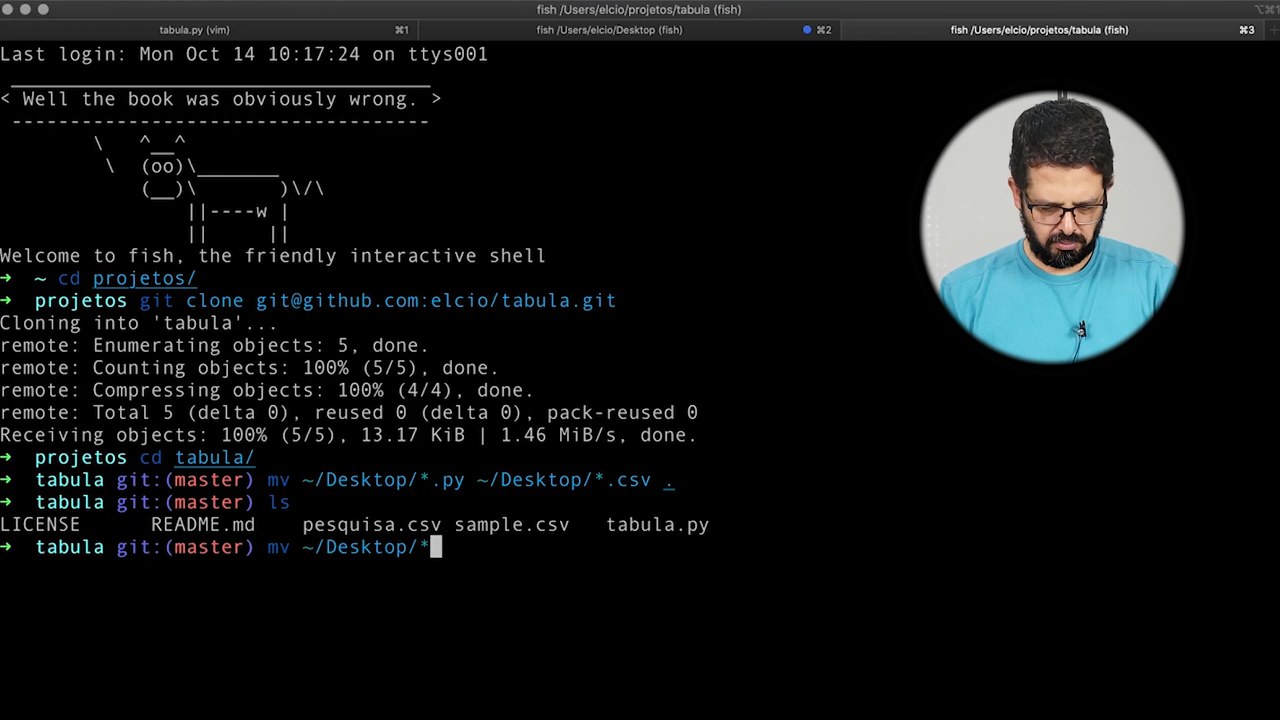 fish /Users/elcio/projetos/tabula (fish)
⌥⌘1
tabula.py (vim) ⌘1 fish /Users/elcio/Desktop (fish) ⌘2 fish /Users/elcio/projetos/tabula (fish) ⌘3
Last login: Mon Oct 14 10:17:24 on ttys001
 ____________________________________
< Well the book was obviously wrong. >
 ------------------------------------
        \   ^__^
         \  (oo)\_______
            (__)\       )\/\
                ||----w |
                ||     ||
Welcome to fish, the friendly interactive shell
➜ ~ cd projetos/
➜ projetos git clone git@github.com:elcio/tabula.git
Cloning into 'tabula'...
remote: Enumerating objects: 5, done.
remote: Counting objects: 100% (5/5), done.
remote: Compressing objects: 100% (4/4), done.
remote: Total 5 (delta 0), reused 0 (delta 0), pack-reused 0
Receiving objects: 100% (5/5), 13.17 KiB | 1.46 MiB/s, done.
➜ projetos cd tabula/
➜ tabula git:(master) mv ~/Desktop/*.py ~/Desktop/*.csv .
➜ tabula git:(master) ls
LICENSE README.md pesquisa.csv sample.csv tabula.py
➜ tabula git:(master) mv ~/Desktop/*